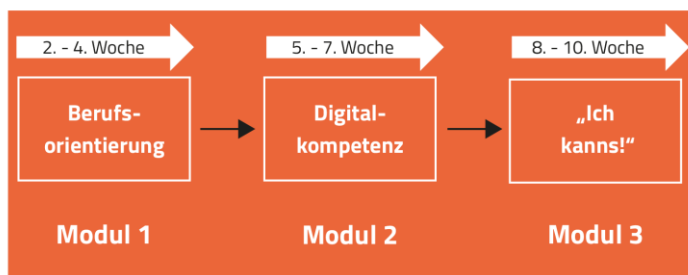 2. - 4. Woche
5. - 7. Woche
8. - 10. Woche
Berufs-
orientierung
Digital-
kompetenz
„Ich
kanns!“
Modul 1
Modul 2
Modul 3